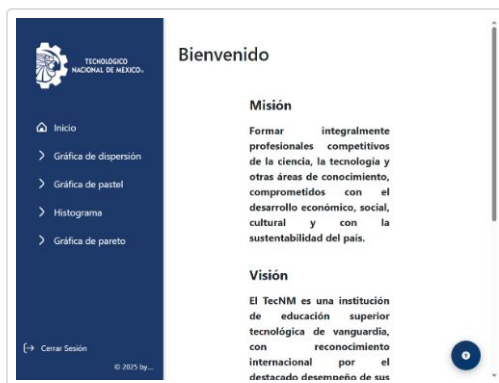 TECNOLÓGICO
NACIONAL DE MÉXICO®
Inicio
Gráfica de dispersión
Gráfica de pastel
Histograma
Gráfica de pareto
Cerrar Sesión
© 2025 by...
Bienvenido
Misión
Formar integralmente
profesionales competitivos
de la ciencia, la tecnología y
otras áreas de conocimiento,
comprometidos con el
desarrollo económico, social,
cultural y con la
sustentabilidad del país.
Visión
El TecNM es una institución
de educación superior
tecnológica de vanguardia,
con reconocimiento
internacional por el
destacado desempeño de sus